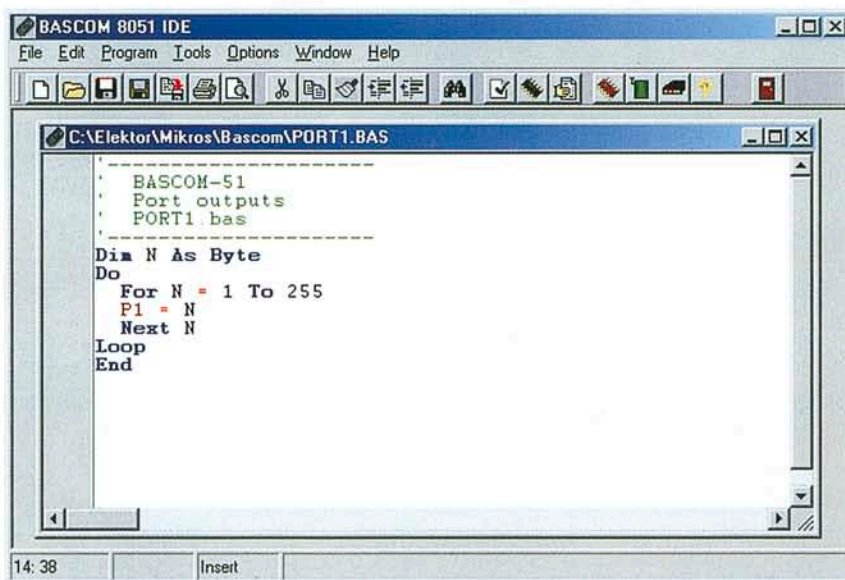 BASCOM 8051 IDE
File Edit Program Tools Options Window Help
C:\Elektor\Mikros\Bascom\PORT1.BAS
'----------------------
' BASCOM-51
' Port outputs
' PORT1.bas
'----------------------
Dim N As Byte
Do
For N = 1 To 255
P1 = N
Next N
Loop
End
14: 38 Insert